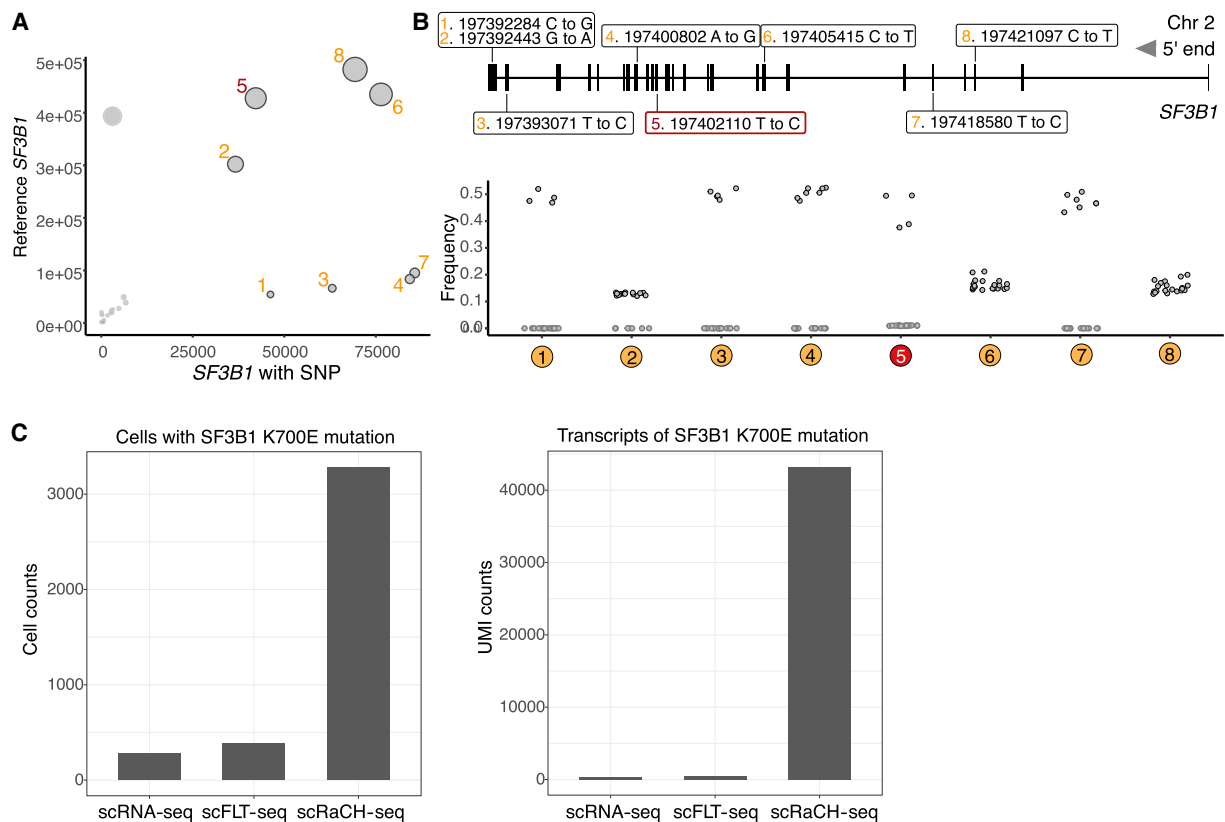 A
Reference SF3B1
5e+05
4e+05
3e+05
2e+05
1e+05
0e+00
8
5
6
2
1
3
4
7
0
25000
50000
75000
SF3B1 with SNP
B
1. 197392284 C to G
2. 197392443 G to A
4. 197400802 A to G
6. 197405415 C to T
8. 197421097 C to T
Chr 2
5' end
3. 197393071 T to C
5. 197402110 T to C
7. 197418580 T to C
SF3B1
Frequency
0.5
0.4
0.3
0.2
0.1
0.0
1
2
3
4
5
6
7
8
C
Cells with SF3B1 K700E mutation
Cell counts
3000
2000
1000
0
scRNA-seq
scFLT-seq
scRaCH-seq
Transcripts of SF3B1 K700E mutation
UMI counts
40000
30000
20000
10000
0
scRNA-seq
scFLT-seq
scRaCH-seq